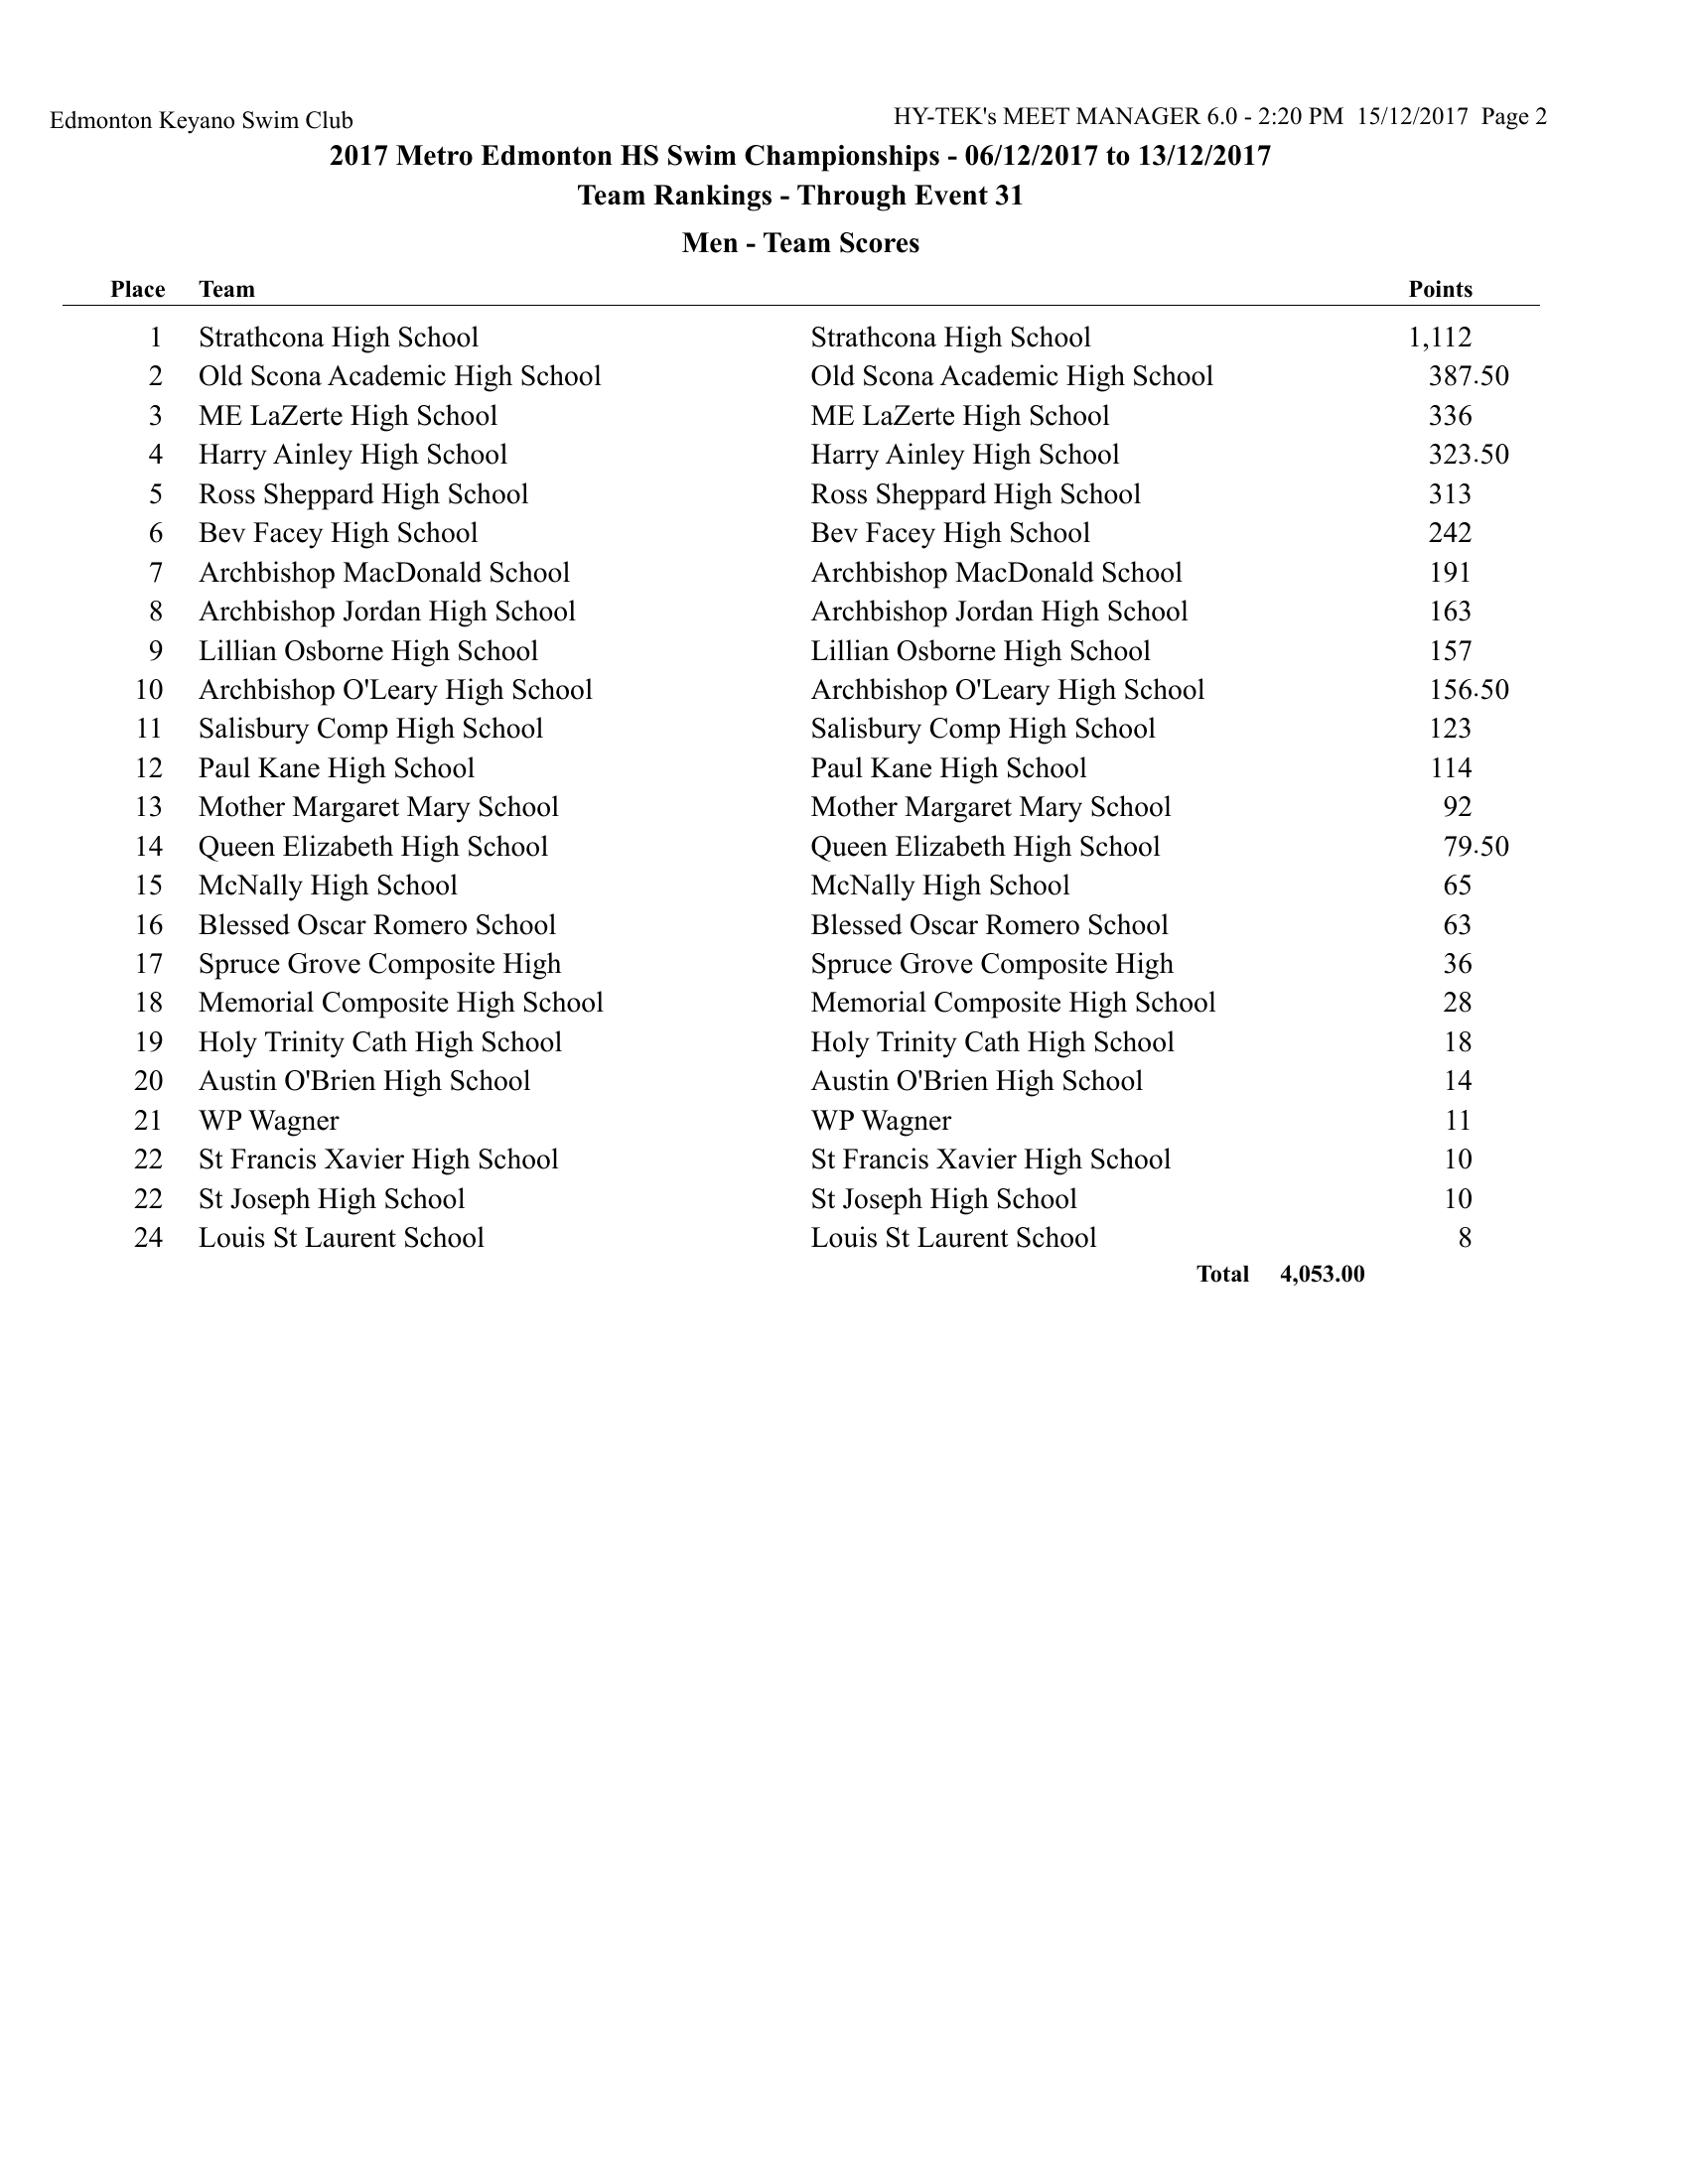 Edmonton Keyano Swim Club HY-TEK's MEET MANAGER 6.0 - 2:20 PM 15/12/2017 Page 2
2017 Metro Edmonton HS Swim Championships - 06/12/2017 to 13/12/2017
Team Rankings - Through Event 31
Men - Team Scores
Place Team Points
1 Strathcona High School Strathcona High School 1,112
2 Old Scona Academic High School Old Scona Academic High School 387.50
3 ME LaZerte High School ME LaZerte High School 336
4 Harry Ainley High School Harry Ainley High School 323.50
5 Ross Sheppard High School Ross Sheppard High School 313
6 Bev Facey High School Bev Facey High School 242
7 Archbishop MacDonald School Archbishop MacDonald School 191
8 Archbishop Jordan High School Archbishop Jordan High School 163
9 Lillian Osborne High School Lillian Osborne High School 157
10 Archbishop O'Leary High School Archbishop O'Leary High School 156.50
11 Salisbury Comp High School Salisbury Comp High School 123
12 Paul Kane High School Paul Kane High School 114
13 Mother Margaret Mary School Mother Margaret Mary School 92
14 Queen Elizabeth High School Queen Elizabeth High School 79.50
15 McNally High School McNally High School 65
16 Blessed Oscar Romero School Blessed Oscar Romero School 63
17 Spruce Grove Composite High Spruce Grove Composite High 36
18 Memorial Composite High School Memorial Composite High School 28
19 Holy Trinity Cath High School Holy Trinity Cath High School 18
20 Austin O'Brien High School Austin O'Brien High School 14
21 WP Wagner WP Wagner 11
22 St Francis Xavier High School St Francis Xavier High School 10
22 St Joseph High School St Joseph High School 10
24 Louis St Laurent School Louis St Laurent School 8
Total 4,053.00